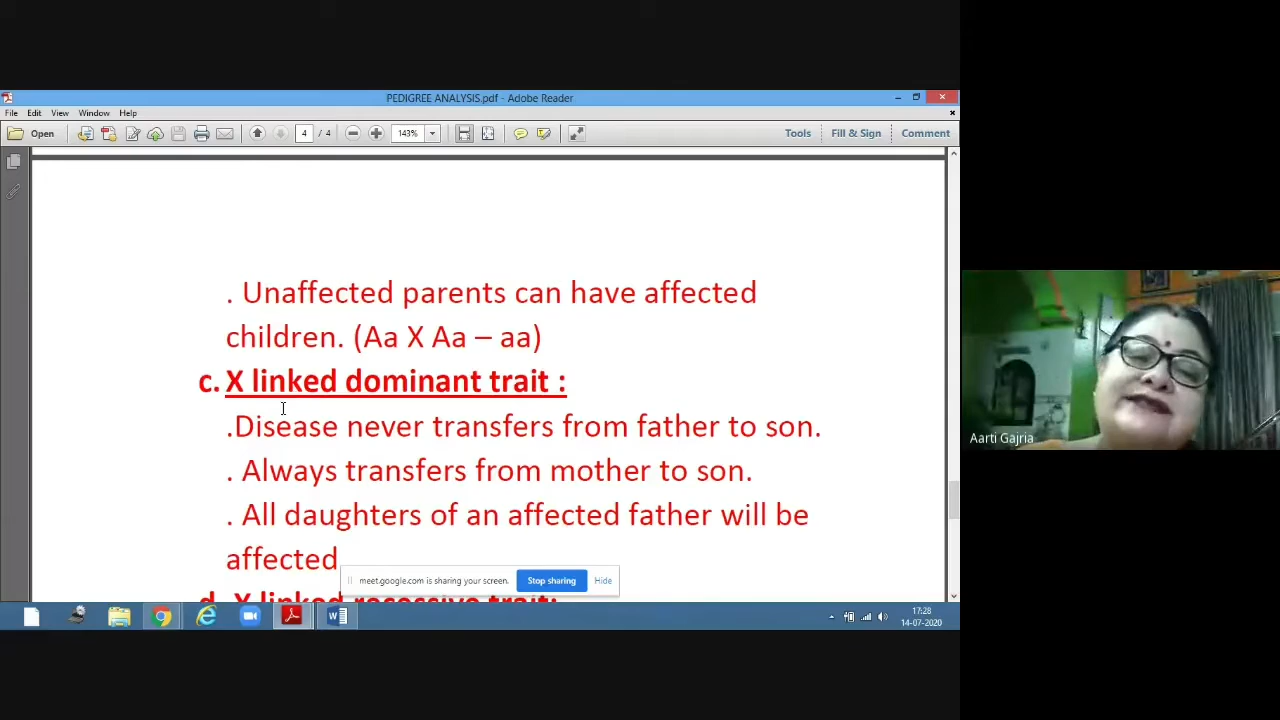 PEDIGREE ANALYSIS.pdf - Adobe Reader
File Edit View Window Help
Open 4 / 4 143% Tools Fill & Sign Comment
. Unaffected parents can have affected
children. (Aa X Aa – aa)
c. X linked dominant trait :
.Disease never transfers from father to son.
. Always transfers from mother to son.
. All daughters of an affected father will be
affected
meet.google.com is sharing your screen. Stop sharing Hide
d. X linked recessive trait:
17:28
14-07-2020
Aarti Gajria